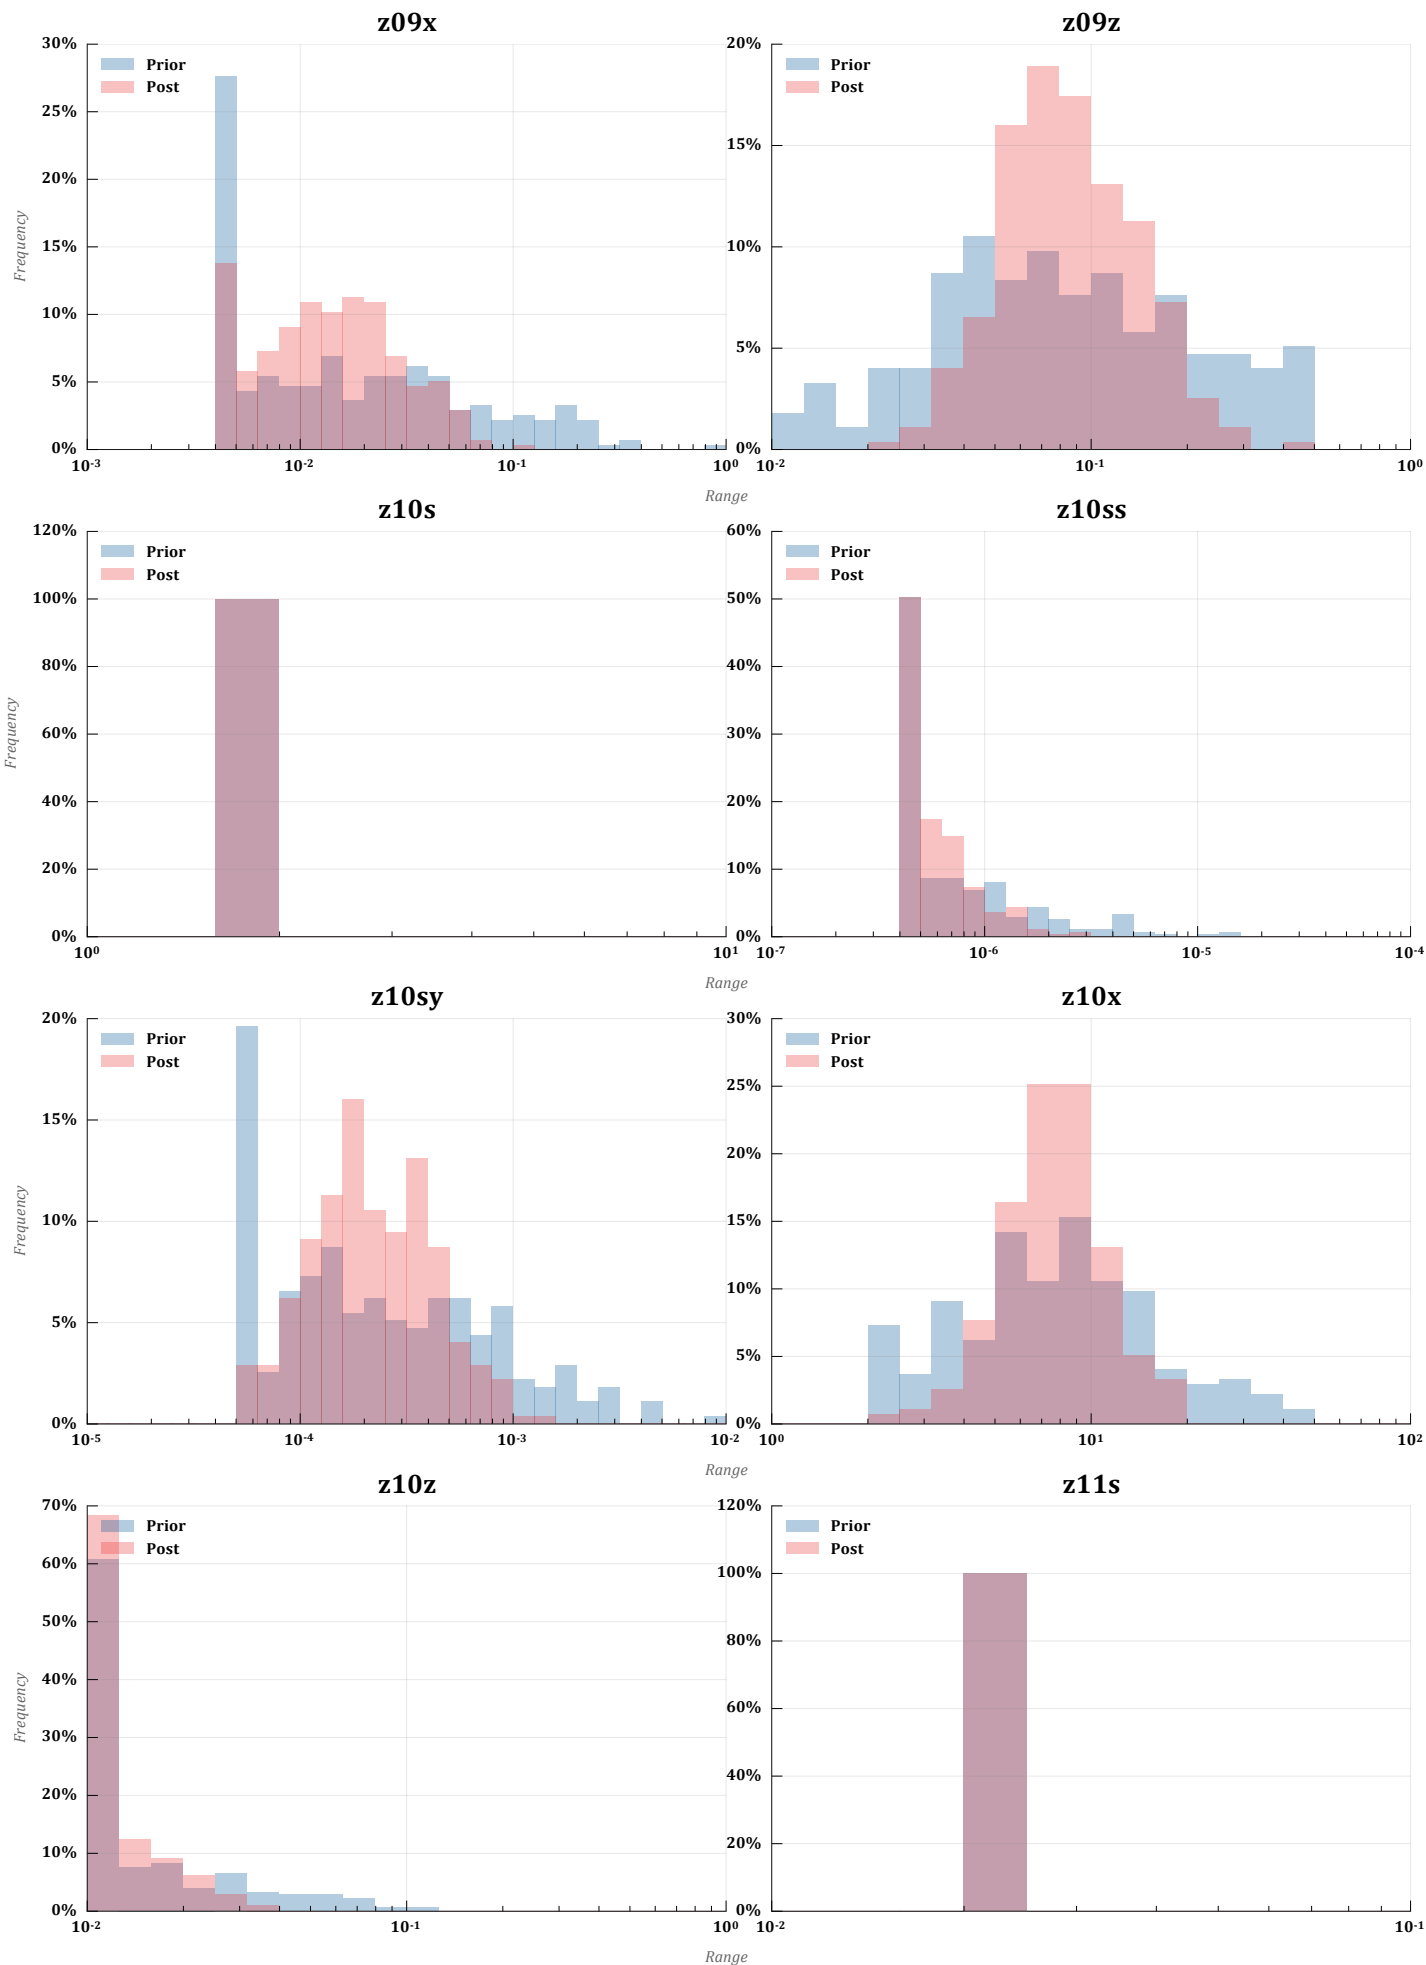 z09x
z09z
30%
25%
20%
15%
10%
5%
0%
Prior
Post
Frequency
10-3
10-2
10-1
100
20%
15%
10%
5%
0%
Prior
Post
10-2
10-1
100
Range
z10s
z10ss
120%
100%
80%
60%
40%
20%
0%
Prior
Post
Frequency
100
101
60%
50%
40%
30%
20%
10%
0%
Prior
Post
10-7
10-6
10-5
10-4
Range
z10sy
z10x
20%
15%
10%
5%
0%
Prior
Post
Frequency
10-5
10-4
10-3
10-2
30%
25%
20%
15%
10%
5%
0%
Prior
Post
100
101
102
Range
z10z
z11s
70%
60%
50%
40%
30%
20%
10%
0%
Prior
Post
Frequency
10-2
10-1
100
120%
100%
80%
60%
40%
20%
0%
Prior
Post
10-2
10-1
Range